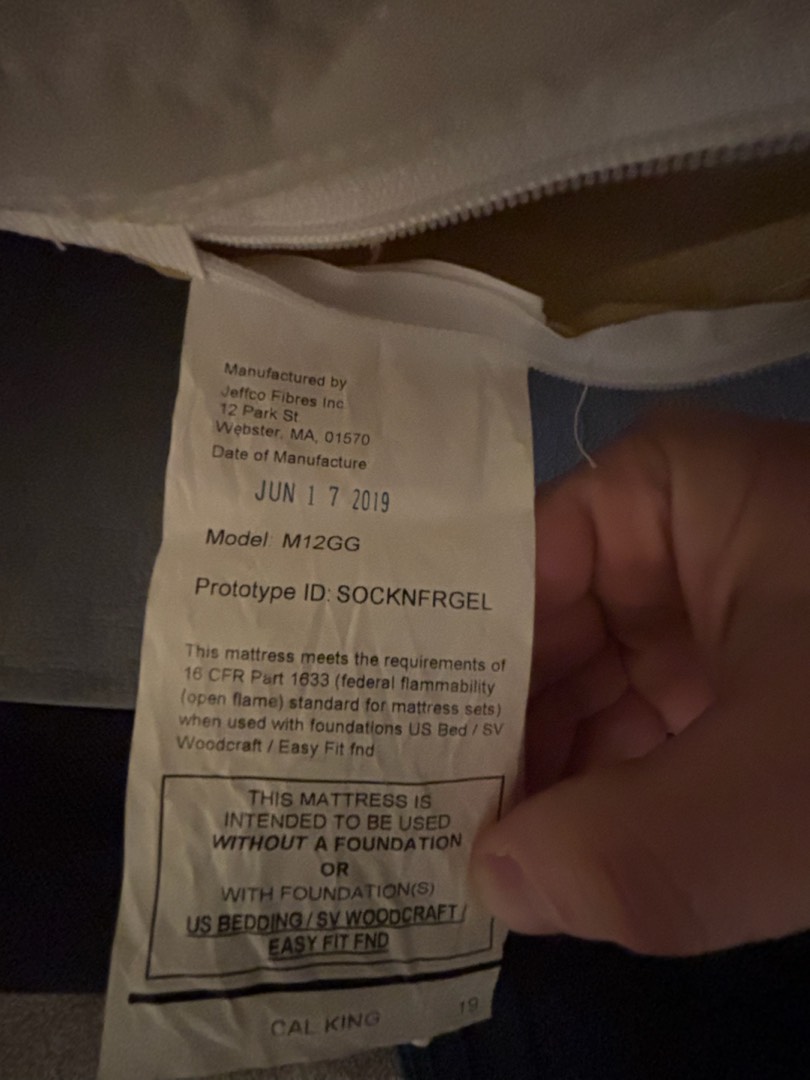 Manufactured by
Jeffco Fibres Inc
12 Park St
Webster, MA, 01570
Date of Manufacture
JUN 17 2019
Model: M12GG
Prototype ID: SOCKNFRGEL
This mattress meets the requirements of
16 CFR Part 1633 (federal flammability
(open flame) standard for mattress sets)
when used with foundations US Bed / SV
Woodcraft / Easy Fit fnd
THIS MATTRESS IS
INTENDED TO BE USED
WITHOUT A FOUNDATION
OR
WITH FOUNDATION(S)
US BEDDING / SV WOODCRAFT /
EASY FIT FND
CAL KING 19